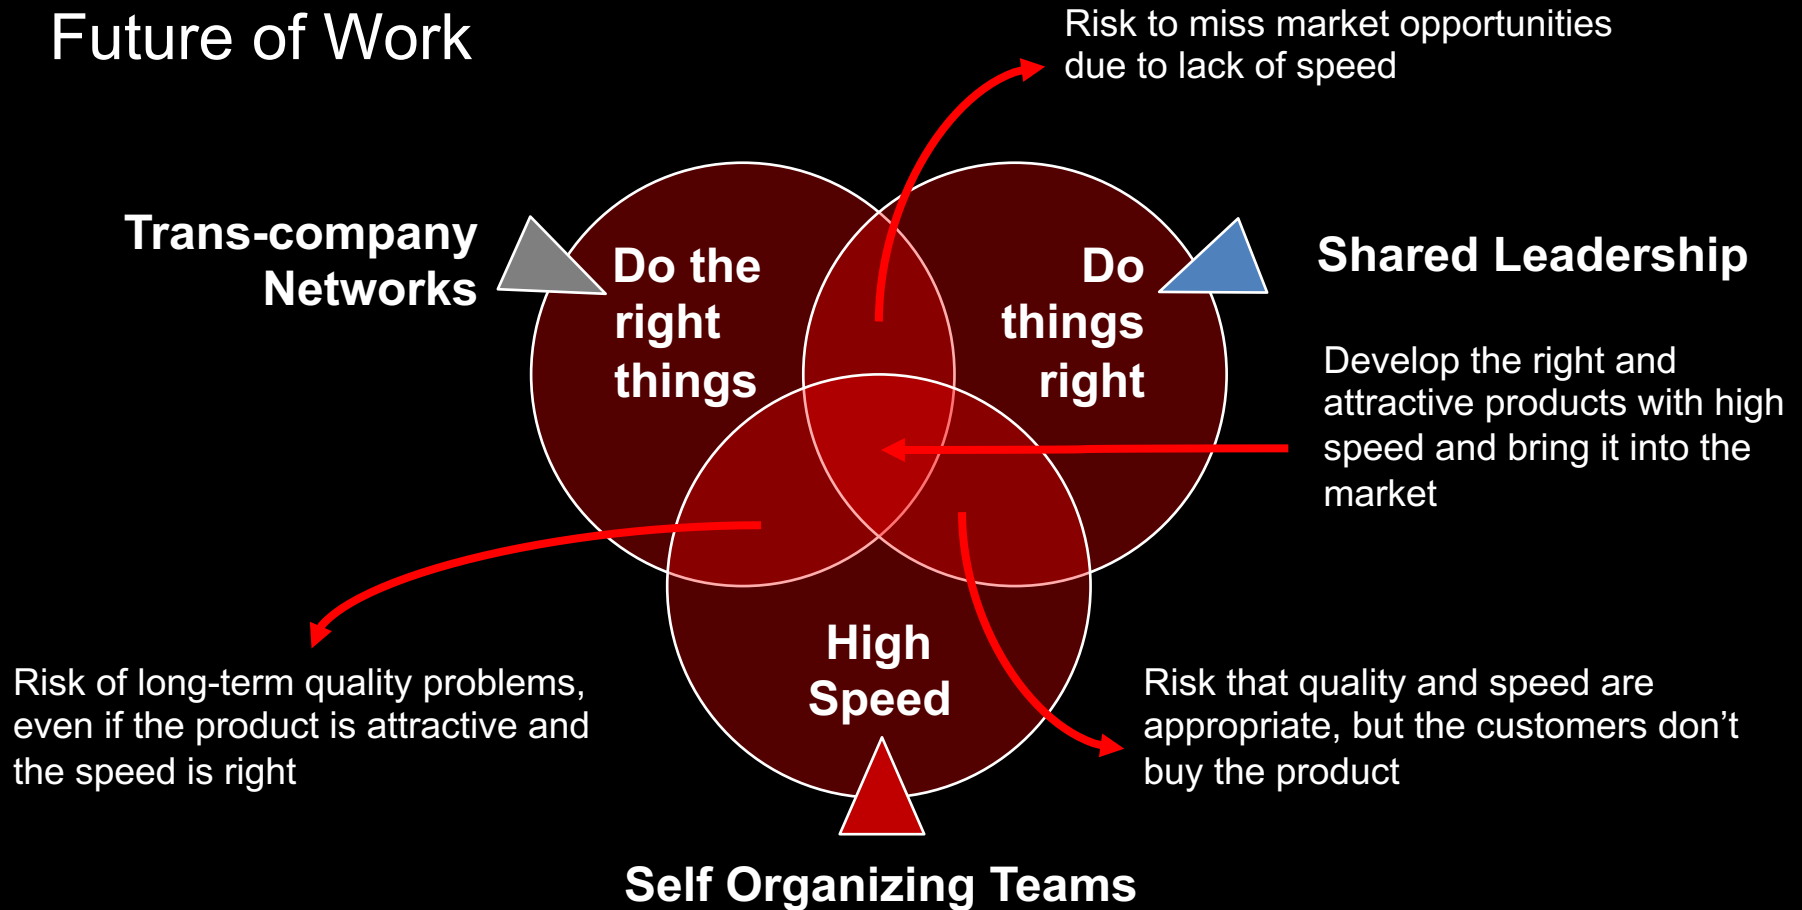 Future of Work
Risk to miss market opportunities
due to lack of speed
Trans-company
Networks
Do the
right
things
Do
things
right
Shared Leadership
Develop the right and
attractive products with high
speed and bring it into the
market
High
Speed
Risk of long-term quality problems,
even if the product is attractive and
the speed is right
Risk that quality and speed are
appropriate, but the customers don’t
buy the product
Self Organizing Teams